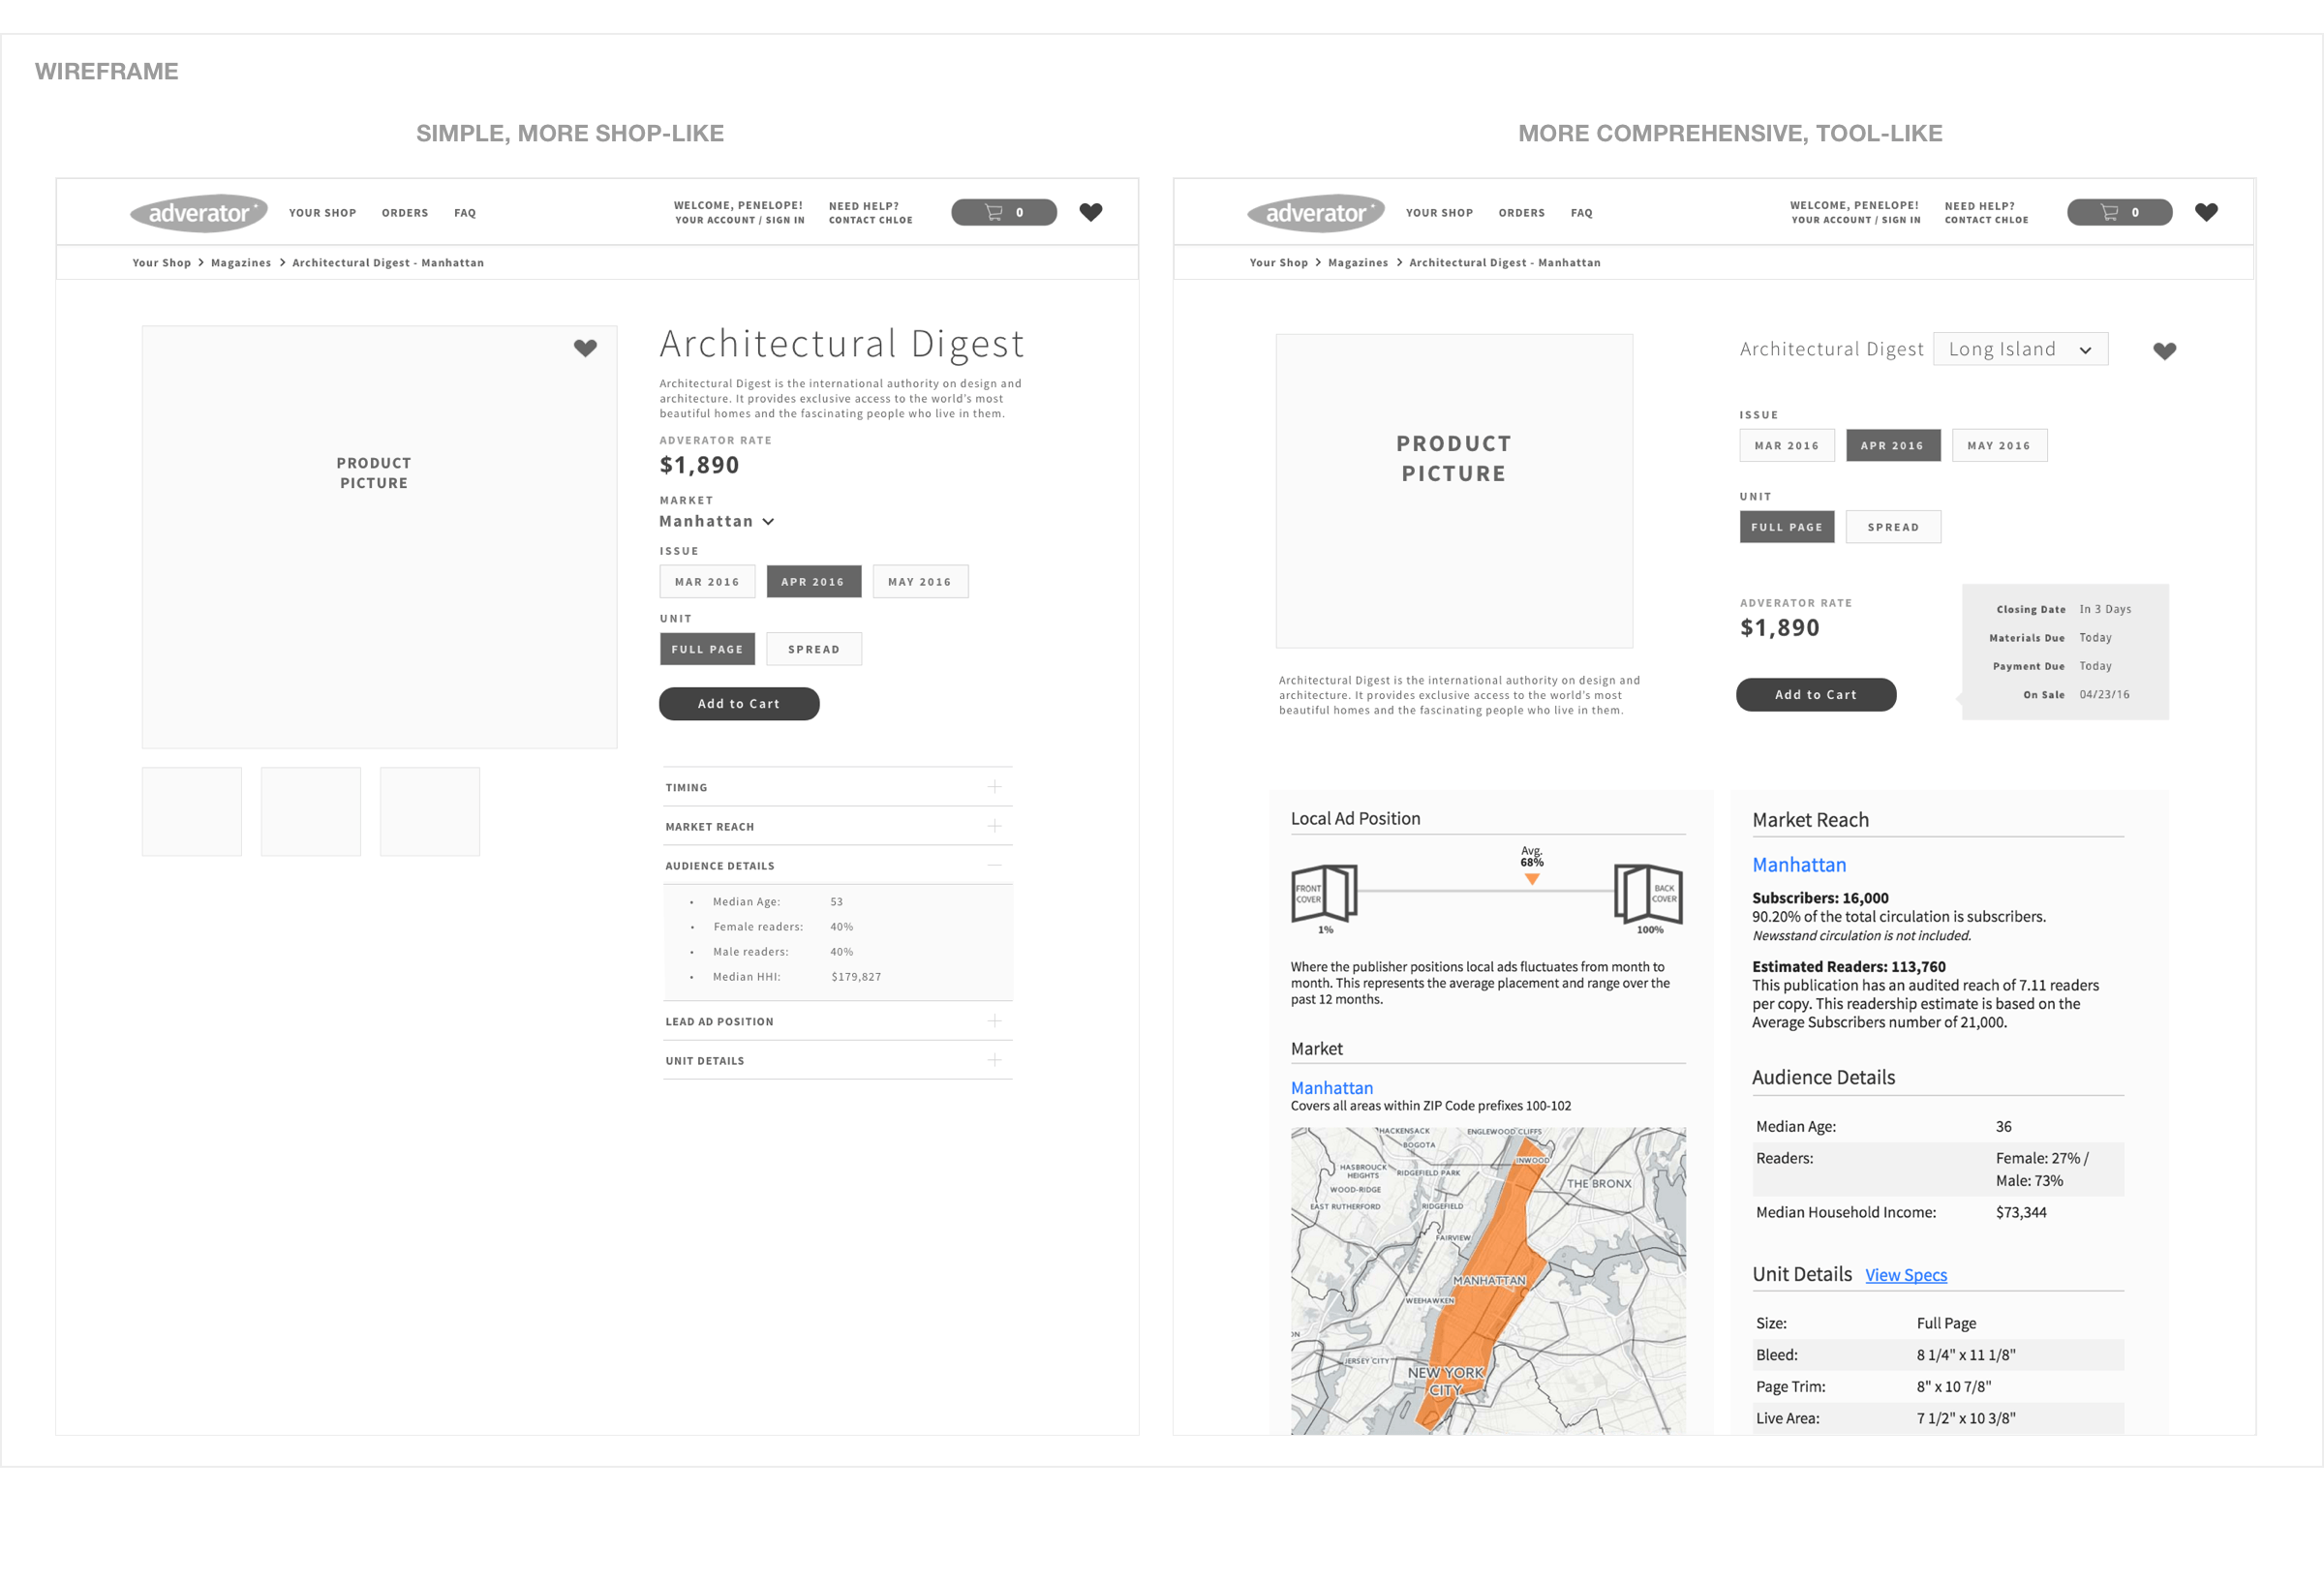 WIREFRAME
SIMPLE, MORE SHOP-LIKE
adverator
YOUR SHOP
ORDERS
FAQ
WELCOME, PENELOPE!
YOUR ACCOUNT / SIGN IN
NEED HELP?
CONTACT CHLOE
0
Your Shop > Magazines > Architectural Digest - Manhattan
PRODUCT
PICTURE
Architectural Digest
Architectural Digest is the international authority on design and
architecture. It provides exclusive access to the world's most
beautiful homes and the fascinating people who live in them.
ADVERATOR RATE
$1,890
MARKET
Manhattan
ISSUE
MAR 2016
APR 2016
MAY 2016
UNIT
FULL PAGE
SPREAD
Add to Cart
TIMING
MARKET REACH
AUDIENCE DETAILS
• Median Age: 53
• Female readers: 40%
• Male readers: 40%
• Median HHI: $179,827
LEAD AD POSITION
UNIT DETAILS
MORE COMPREHENSIVE, TOOL-LIKE
adverator
YOUR SHOP
ORDERS
FAQ
WELCOME, PENELOPE!
YOUR ACCOUNT / SIGN IN
NEED HELP?
CONTACT CHLOE
0
Your Shop > Magazines > Architectural Digest - Manhattan
PRODUCT
PICTURE
Architectural Digest is the international authority on design and
architecture. It provides exclusive access to the world's most
beautiful homes and the fascinating people who live in them.
Architectural Digest
Long Island
ISSUE
MAR 2016
APR 2016
MAY 2016
UNIT
FULL PAGE
SPREAD
ADVERATOR RATE
$1,890
Add to Cart
Closing Date In 3 Days
Materials Due Today
Payment Due Today
On Sale 04/23/16
Local Ad Position
Avg.
68%
FRONT
COVER
BACK
COVER
1%
100%
Where the publisher positions local ads fluctuates from month to
month. This represents the average placement and range over the
past 12 months.
Market
Manhattan
Covers all areas within ZIP Code prefixes 100-102
HACKENSACK
ENGLEWOOD CLIFFS
BOGOTA
INWOOD
HASBROUCK
HEIGHTS
RIDGEFIELD PARK
THE BRONX
WOOD-RIDGE
EAST RUTHERFORD
RIDGEFIELD
FAIRVIEW
MANHATTAN
WEEHAWKEN
ON
JERSEY CITY
NEW YORK
CITY
Market Reach
Manhattan
Subscribers: 16,000
90.20% of the total circulation is subscribers.
Newsstand circulation is not included.
Estimated Readers: 113,760
This publication has an audited reach of 7.11 readers
per copy. This readership estimate is based on the
Average Subscribers number of 21,000.
Audience Details
Median Age: 36
Readers: Female: 27% /
Male: 73%
Median Household Income: $73,344
Unit Details View Specs
Size: Full Page
Bleed: 8 1/4" x 11 1/8"
Page Trim: 8" x 10 7/8"
Live Area: 7 1/2" x 10 3/8"